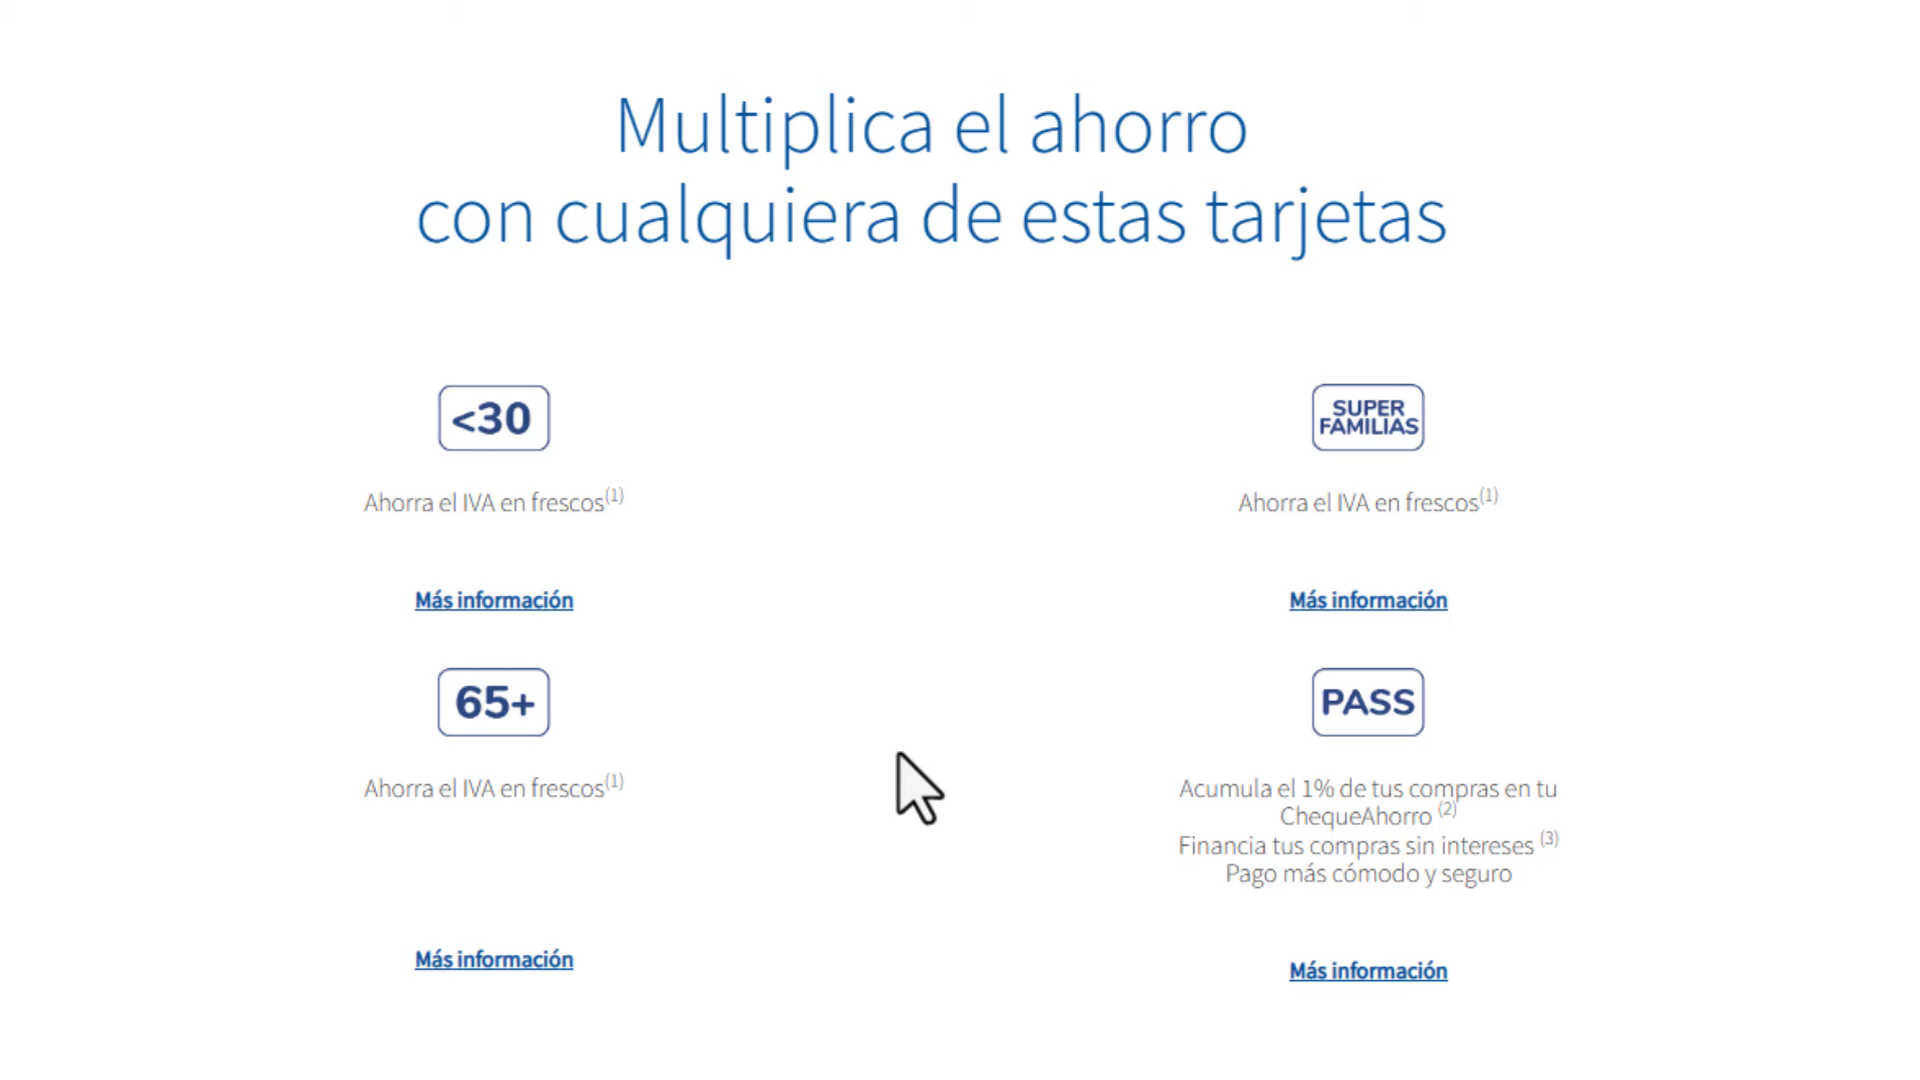 Multiplica el ahorro
con cualquiera de estas tarjetas
<30
Ahorra el IVA en frescos(1)
Más información
SUPER
FAMILIAS
Ahorra el IVA en frescos(1)
Más información
65+
Ahorra el IVA en frescos(1)
Más información
PASS
Acumula el 1% de tus compras en tu
ChequeAhorro (2)
Financia tus compras sin intereses (3)
Pago más cómodo y seguro
Más información